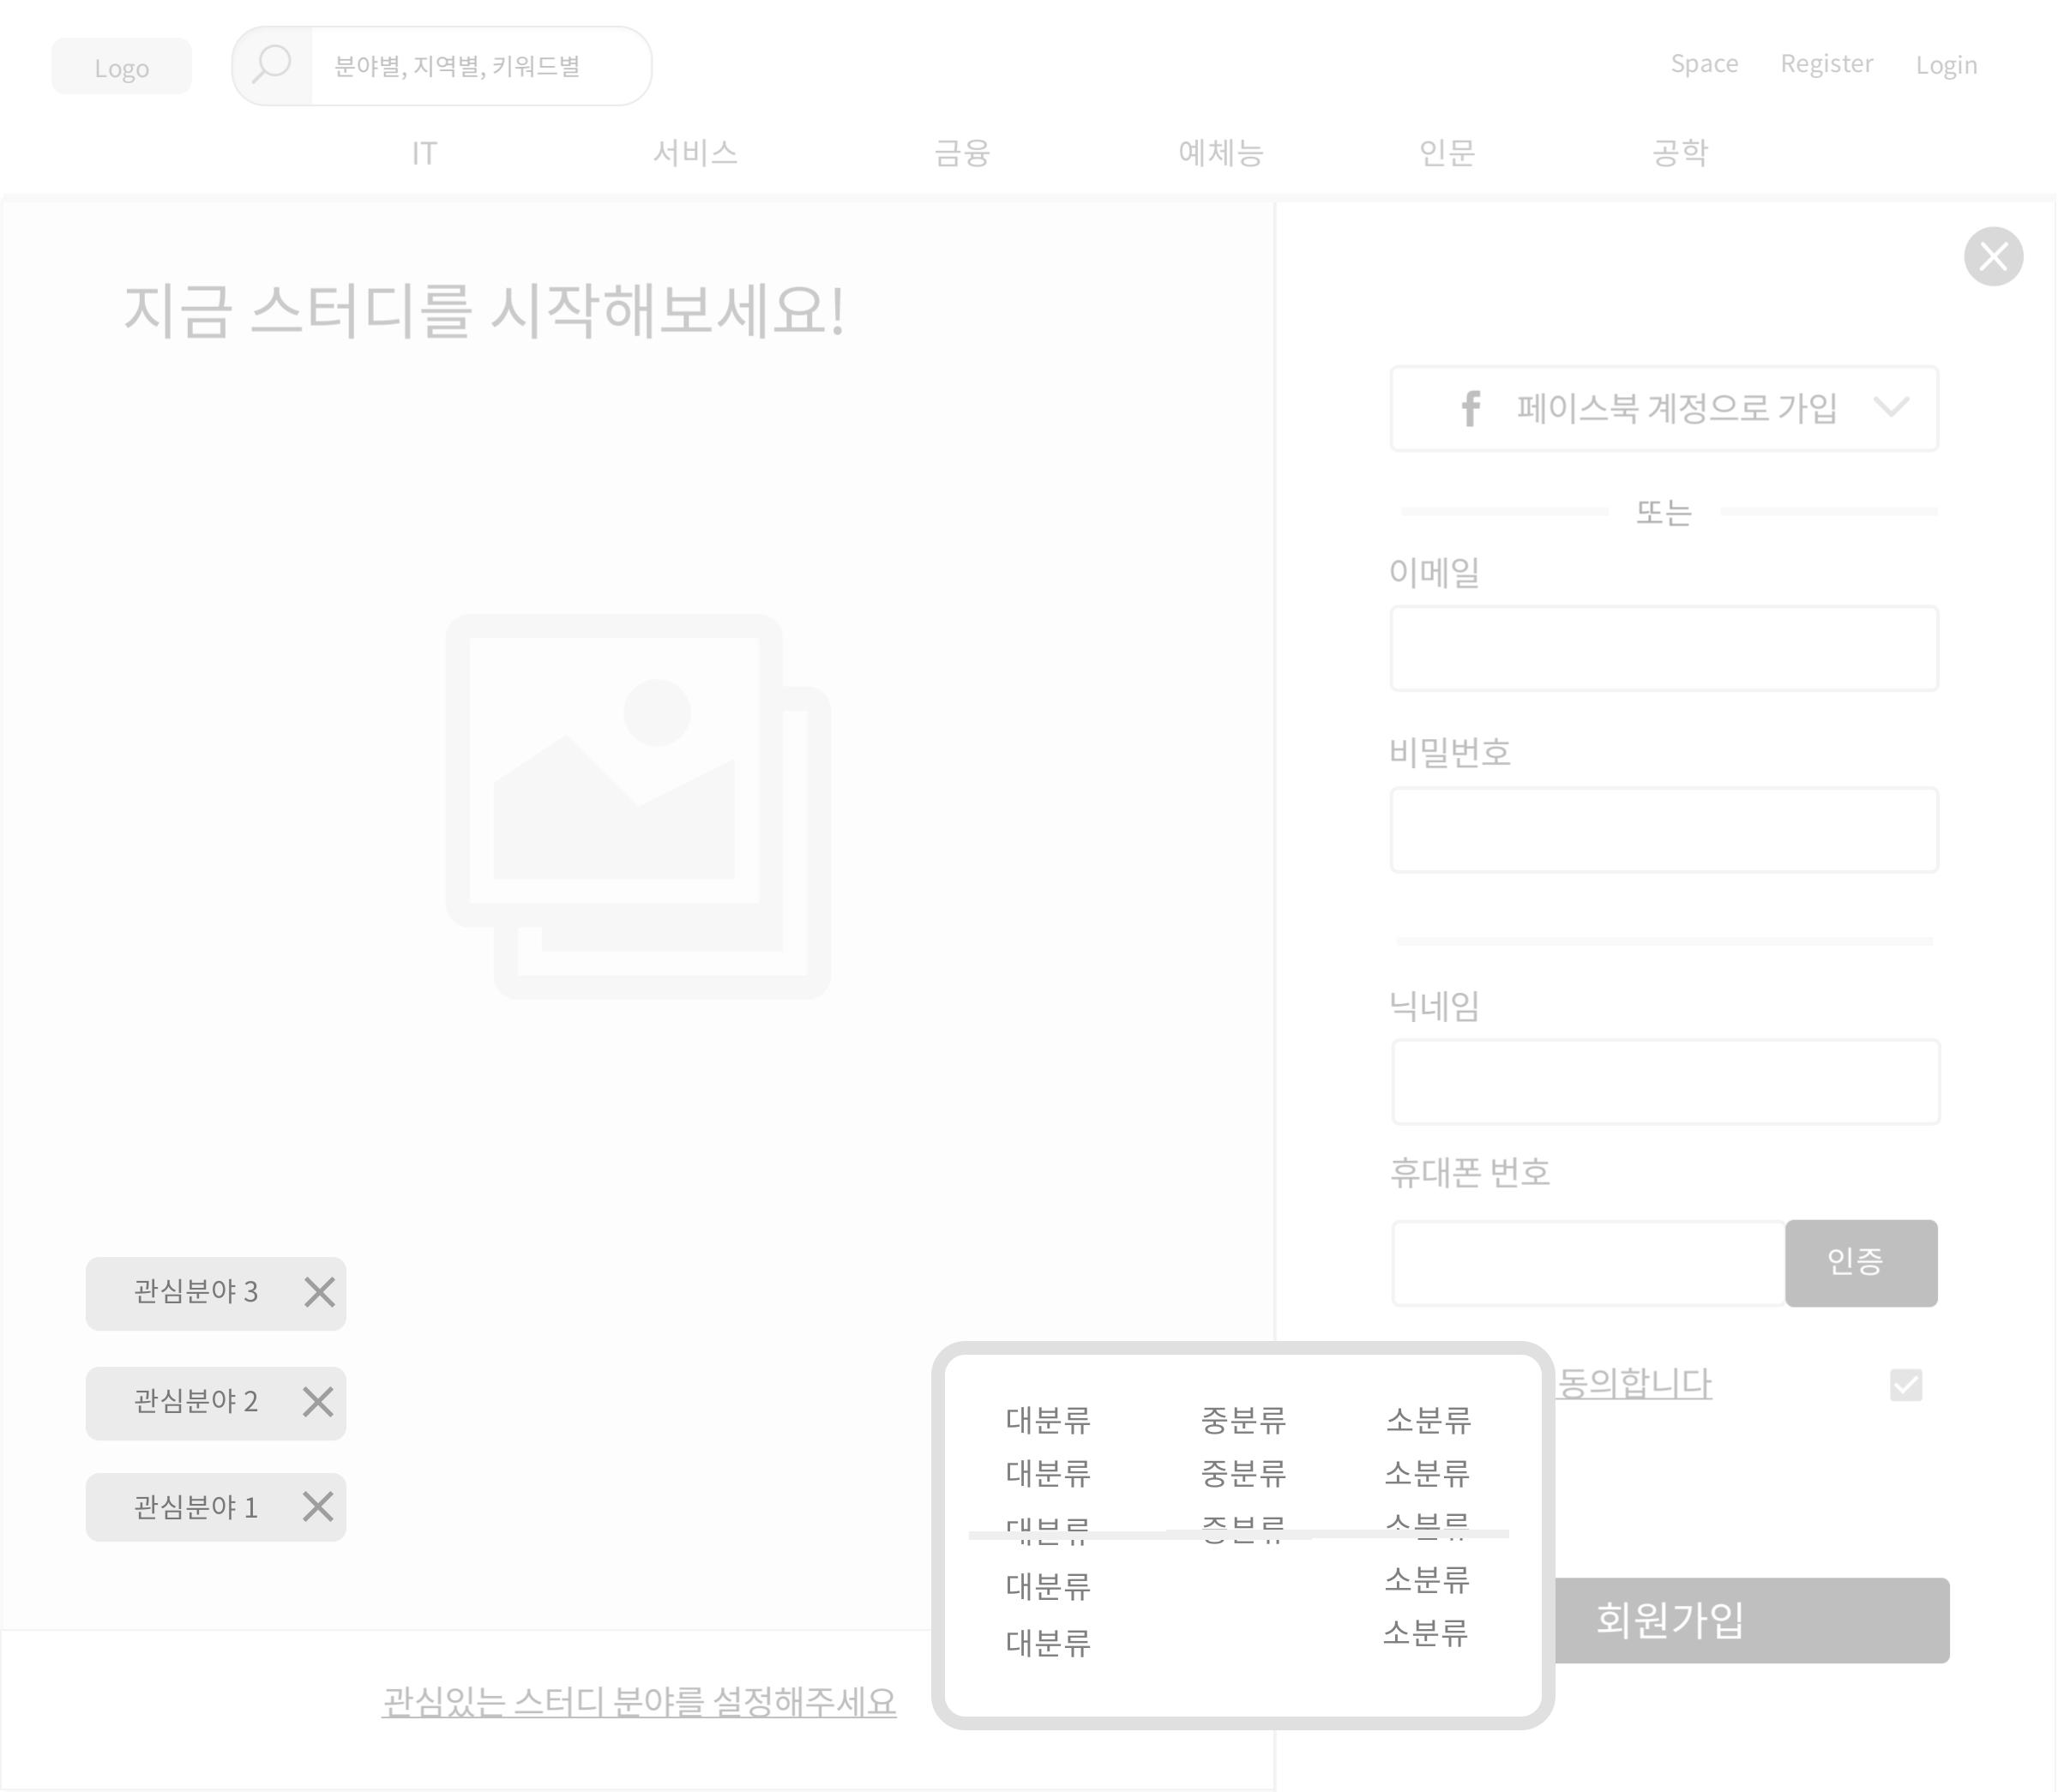 Logo
분야별, 지역별, 키워드별
Space Register Login
IT 서비스 금융 예체능 인문 공학
지금 스터디를 시작해보세요!
페이스북 계정으로 가입
또는
이메일
비밀번호
닉네임
휴대폰 번호
인증
동의합니다
회원가입
관심분야 3
관심분야 2
관심분야 1
관심있는 스터디 분야를 설정해주세요
대분류 중분류 소분류
대분류 중분류 소분류
대분류 중분류 소분류
대분류 소분류
대분류 소분류